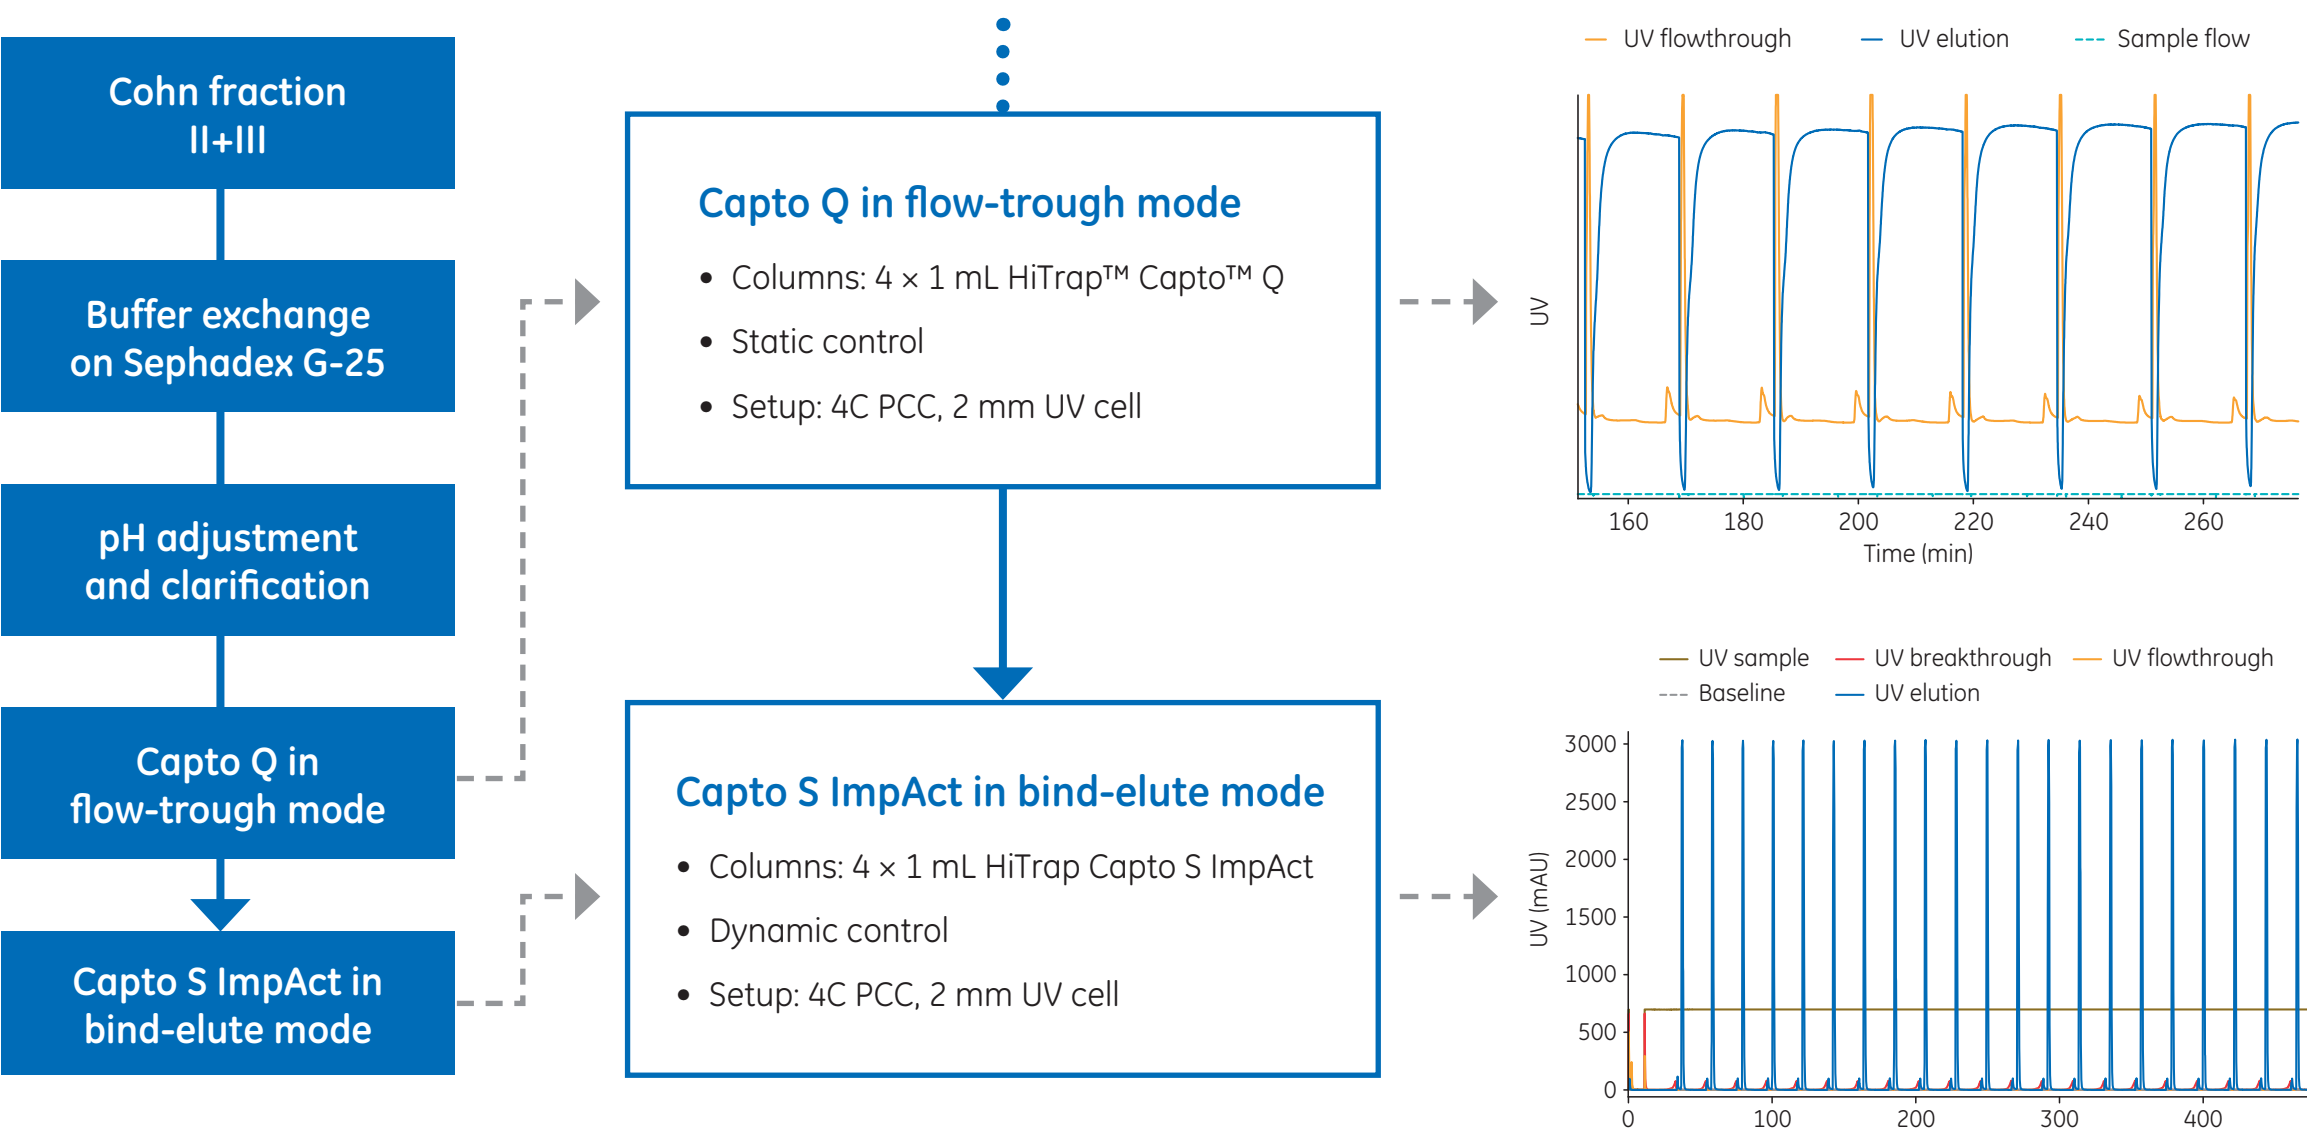 Cohn fraction
II+III
Buffer exchange
on Sephadex G-25
pH adjustment
and clarification
Capto Q in
flow-trough mode
Capto S ImpAct in
bind-elute mode
Capto Q in flow-trough mode
• Columns: 4 × 1 mL HiTrap™ Capto™ Q
• Static control
• Setup: 4C PCC, 2 mm UV cell
Capto S ImpAct in bind-elute mode
• Columns: 4 × 1 mL HiTrap Capto S ImpAct
• Dynamic control
• Setup: 4C PCC, 2 mm UV cell
UV flowthrough UV elution Sample flow
UV
160 180 200 220 240 260
Time (min)
UV sample UV breakthrough UV flowthrough
Baseline UV elution
UV (mAU)
3000
2500
2000
1500
1000
500
0
0 100 200 300 400